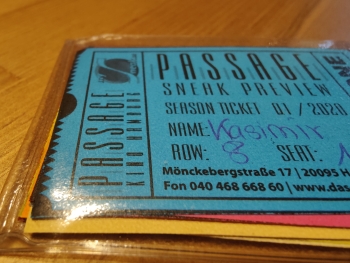 PASSAGE
KINO HAMBURG
PASSAGE
SNEAK PREVIEW
SEASON TICKET 01 / 2020
NAME: Kasimir
ROW: 8 SEAT:
Mönckebergstraße 17 | 20095 H
Fon 040 468 668 60 | www.das